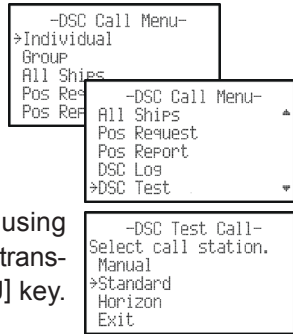 -DSC Call Menu-
→Individual
Group
All Ships
Pos Req
Pos Rep
-DSC Call Menu-
All Ships
Pos Request
Pos Report
DSC Log
→DSC Test
using
trans-
] key.
-DSC Test Call-
Select call station.
Manual
→Standard
Horizon
Exit